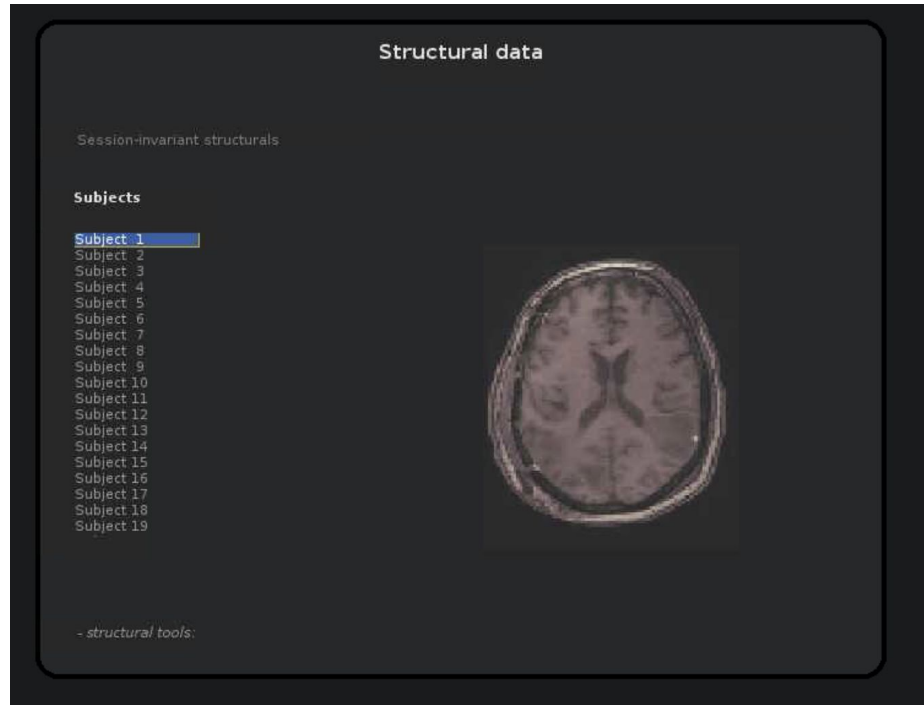 Structural data
Session-invariant structurals
Subjects
Subject 1
Subject 2
Subject 3
Subject 4
Subject 5
Subject 6
Subject 7
Subject 8
Subject 9
Subject 10
Subject 11
Subject 12
Subject 13
Subject 14
Subject 15
Subject 16
Subject 17
Subject 18
Subject 19
- structural tools: